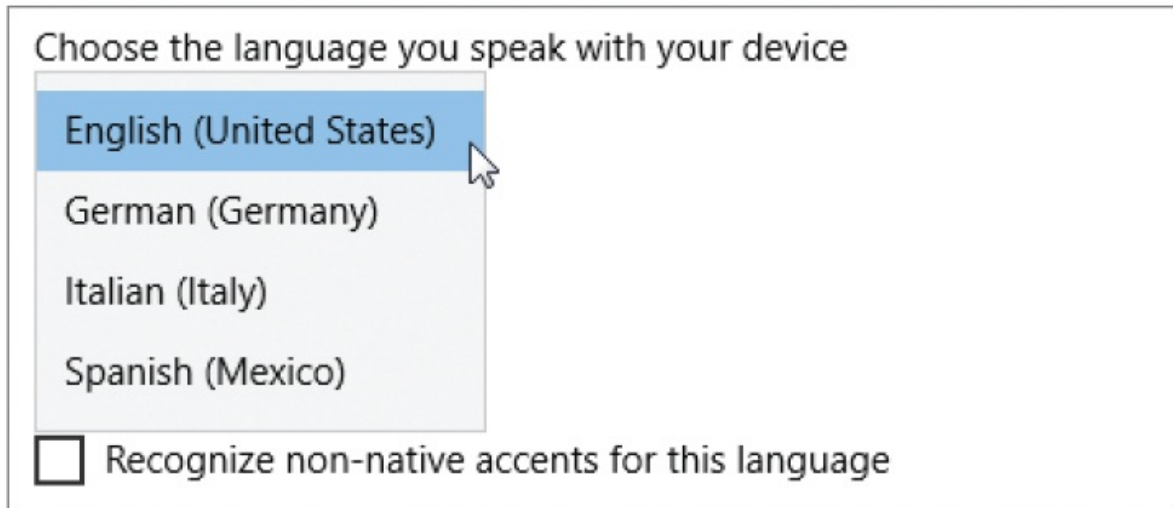 Choose the language you speak with your device
English (United States)
German (Germany)
Italian (Italy)
Spanish (Mexico)
Recognize non-native accents for this language